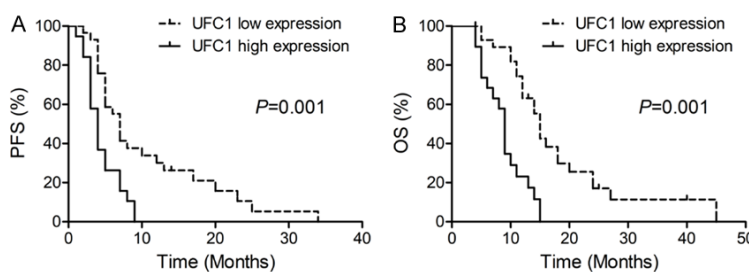 A
UFC1 low expression
UFC1 high expression
P=0.001
PFS (%)
100
80
60
40
20
0
0 10 20 30 40
Time (Months)
B
UFC1 low expression
UFC1 high expression
P=0.001
OS (%)
100
80
60
40
20
0
0 10 20 30 40 50
Time (Months)